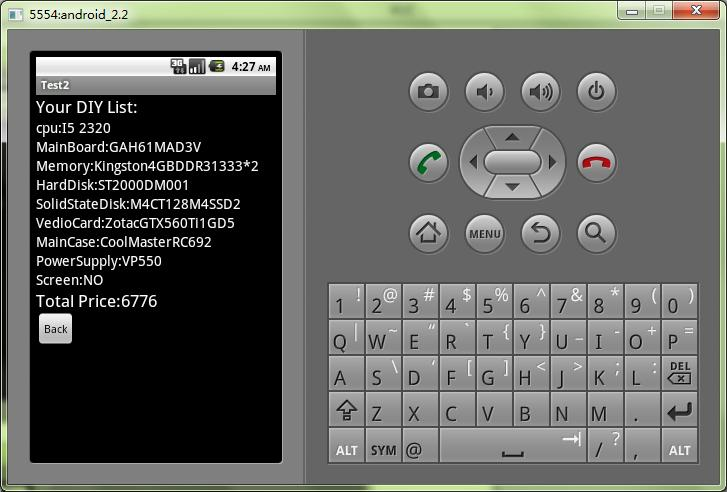 5554:android_2.2
3G
4:27 AM
Test2
Your DIY List:
cpu:I5 2320
MainBoard:GAH61MAD3V
Memory:Kingston4GBDDR31333*2
HardDisk:ST2000DM001
SolidStateDisk:M4CT128M4SSD2
VedioCard:ZotacGTX560Ti1GD5
MainCase:CoolMasterRC692
PowerSupply:VP550
Screen:NO
Total Price:6776
Back
MENU
1 ! 2 @ 3 # 4 $ 5 % 6 ^ 7 & 8 * 9 ( 0 )
Q | W ~ E " R ` T { Y } U _ I - O + P =
A S \ D ' F [ G ] H < J > K ; L : DEL
Z X C V B N M .
ALT SYM @ / ? , ALT